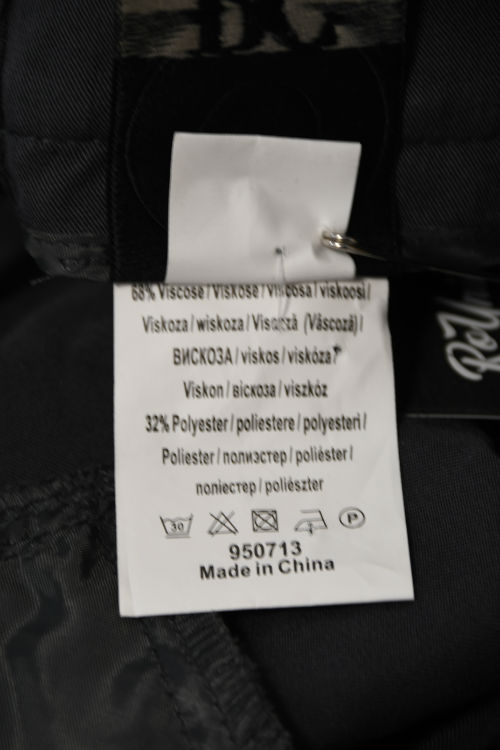 68% Viscose / Viskose / viscosa / viskoosi /
Viskoza / wiskoza / Viscoză (Vâscoză) /
ВИСКОЗА / viskos / viskóza /
Viskon / віскоза / viszkóz
32% Polyester / poliestere / polyesteri /
Poliester / полиэстер / poliéster /
поліестер / poliészter
30
P
950713
Made in China